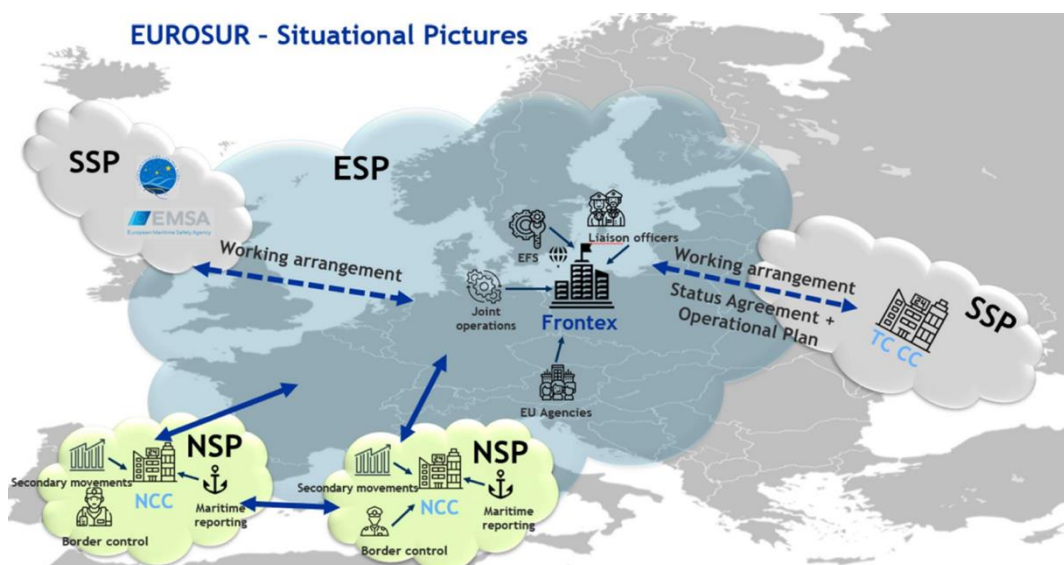 EUROSUR – Situational Pictures
SSP
EMSA
European Maritime Safety Agency
Working arrangement
ESP
EFS
Liaison officers
Joint
operations
Frontex
EU Agencies
Working arrangement
Status Agreement +
Operational Plan
SSP
TC CC
NSP
Secondary movements
NCC
Maritime
reporting
Border control
NSP
Secondary movements
NCC
Maritime
reporting
Border control